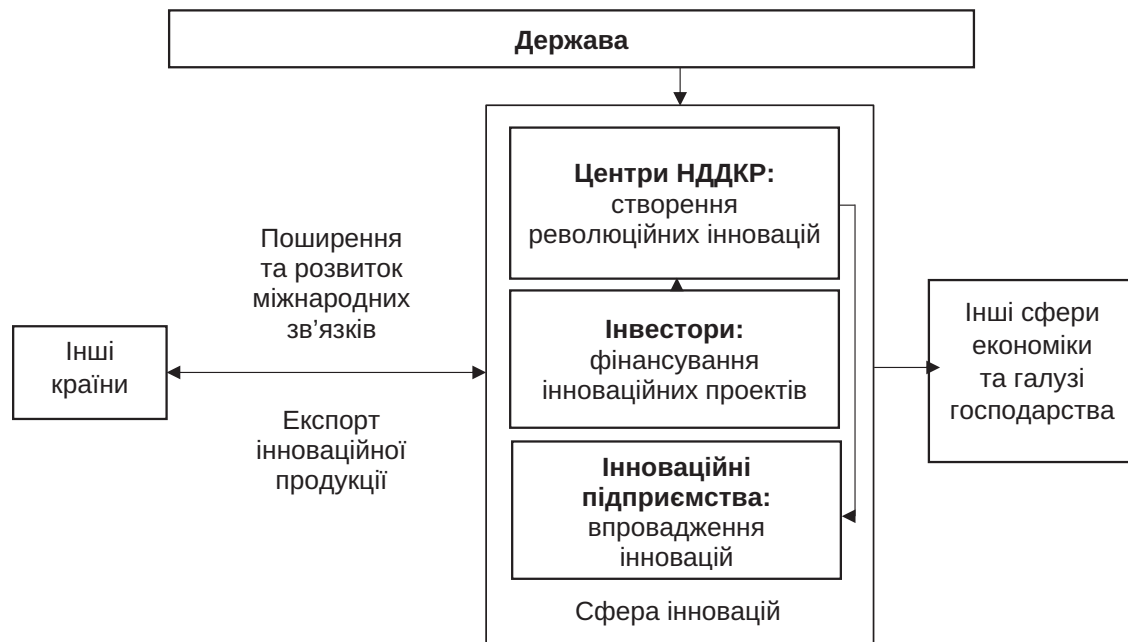 Держава
Центри НДДКР:
створення
революційних інновацій
Поширення
та розвиток
міжнародних
зв’язків
Інші
країни
Експорт
інноваційної
продукції
Інвестори:
фінансування
інноваційних проектів
Інноваційні
підприємства:
впровадження
інновацій
Сфера інновацій
Інші сфери
економіки
та галузі
господарства